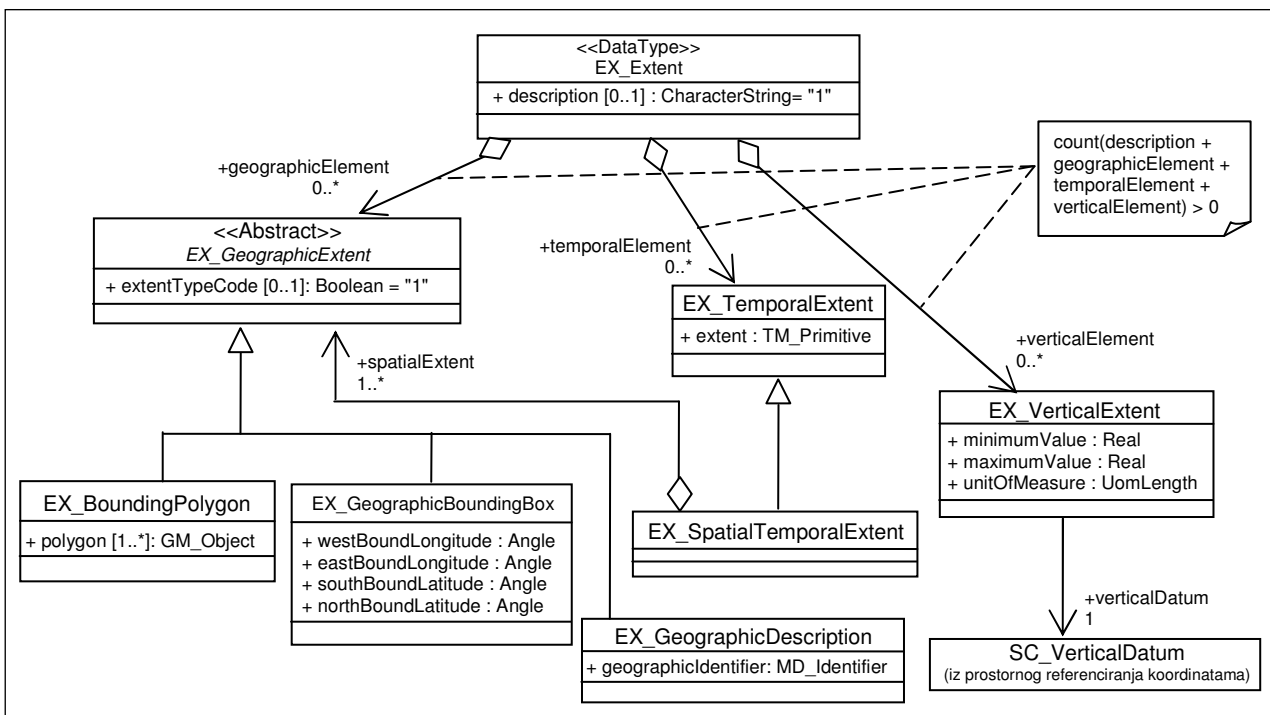 <<DataType>>
EX_Extent
+ description [0..1] : CharacterString= "1"
+geographicElement
0..*
count(description +
geographicElement +
temporalElement +
verticalElement) > 0
<<Abstract>>
EX_GeographicExtent
+ extentTypeCode [0..1]: Boolean = "1"
+temporalElement
0..*
EX_TemporalExtent
+ extent : TM_Primitive
+spatialExtent
1..*
+verticalElement
0..*
EX_VerticalExtent
+ minimumValue : Real
+ maximumValue : Real
+ unitOfMeasure : UomLength
EX_BoundingPolygon
+ polygon [1..*]: GM_Object
EX_GeographicBoundingBox
+ westBoundLongitude : Angle
+ eastBoundLongitude : Angle
+ southBoundLatitude : Angle
+ northBoundLatitude : Angle
EX_SpatialTemporalExtent
+verticalDatum
1
EX_GeographicDescription
+ geographicIdentifier: MD_Identifier
SC_VerticalDatum
(iz prostornog referenciranja koordinatama)